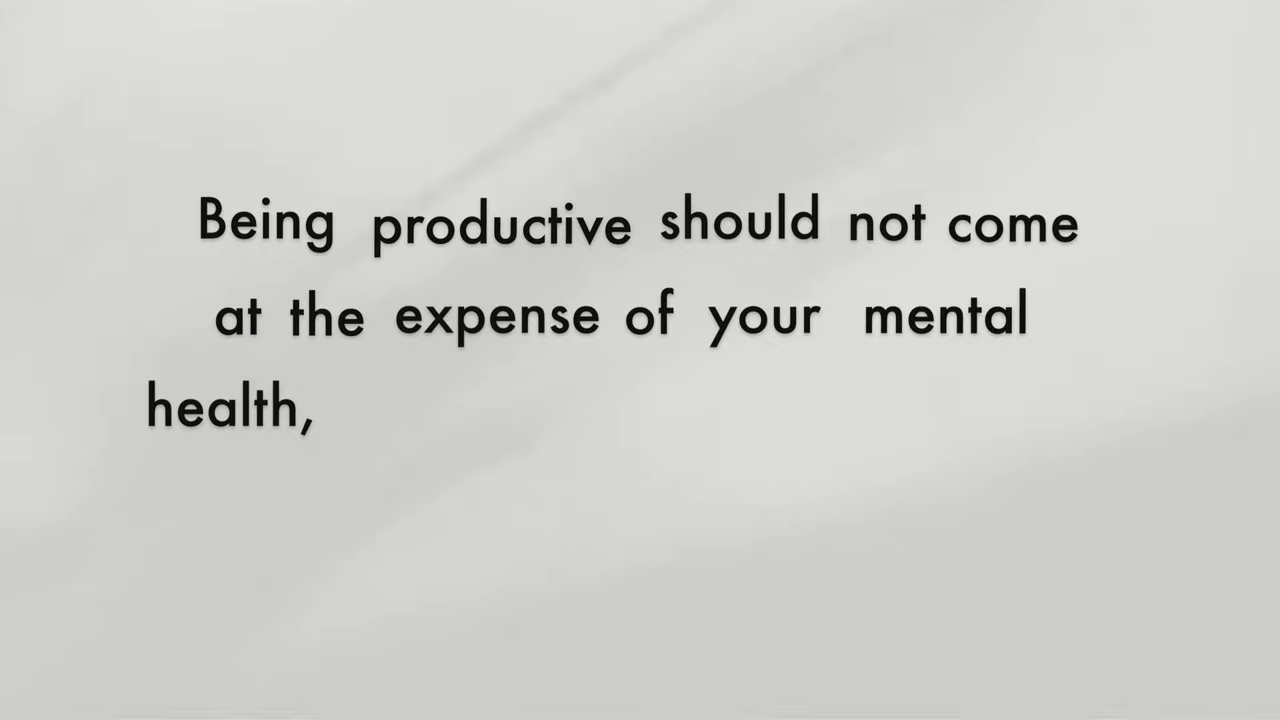 Being productive should not come
at the expense of your mental
health,